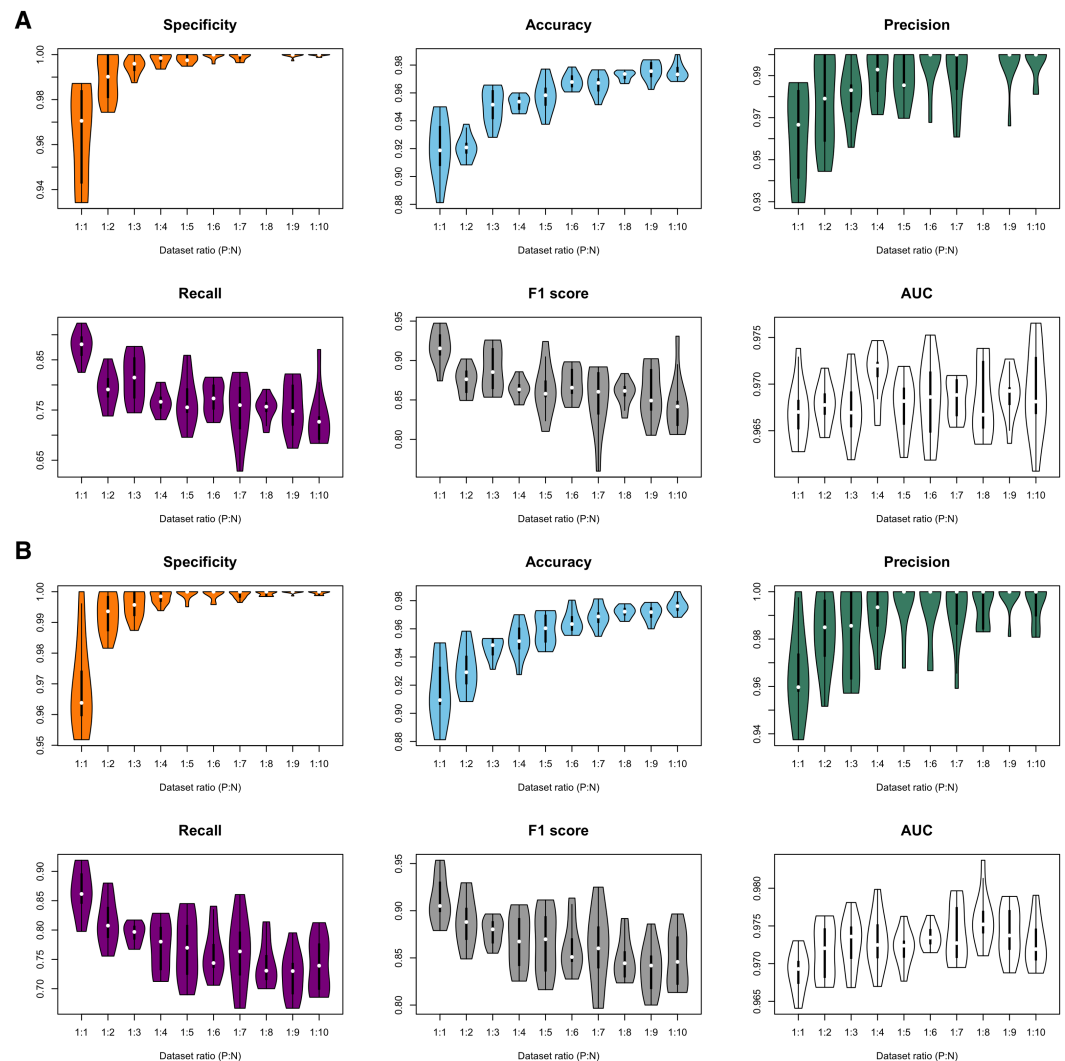 A
Specificity
Accuracy
Precision
1.00
0.98
0.96
0.94
1:1 1:2 1:3 1:4 1:5 1:6 1:7 1:8 1:9 1:10
Dataset ratio (P:N)
0.98
0.96
0.94
0.92
0.90
0.88
1:1 1:2 1:3 1:4 1:5 1:6 1:7 1:8 1:9 1:10
Dataset ratio (P:N)
0.99
0.97
0.95
0.93
1:1 1:2 1:3 1:4 1:5 1:6 1:7 1:8 1:9 1:10
Dataset ratio (P:N)
Recall
F1 score
AUC
0.85
0.75
0.65
1:1 1:2 1:3 1:4 1:5 1:6 1:7 1:8 1:9 1:10
Dataset ratio (P:N)
0.95
0.90
0.85
0.80
1:1 1:2 1:3 1:4 1:5 1:6 1:7 1:8 1:9 1:10
Dataset ratio (P:N)
0.975
0.970
0.965
1:1 1:2 1:3 1:4 1:5 1:6 1:7 1:8 1:9 1:10
Dataset ratio (P:N)
B
Specificity
Accuracy
Precision
1.00
0.99
0.98
0.97
0.96
0.95
1:1 1:2 1:3 1:4 1:5 1:6 1:7 1:8 1:9 1:10
Dataset ratio (P:N)
0.98
0.96
0.94
0.92
0.90
0.88
1:1 1:2 1:3 1:4 1:5 1:6 1:7 1:8 1:9 1:10
Dataset ratio (P:N)
1.00
0.98
0.96
0.94
1:1 1:2 1:3 1:4 1:5 1:6 1:7 1:8 1:9 1:10
Dataset ratio (P:N)
Recall
F1 score
AUC
0.90
0.85
0.80
0.75
0.70
1:1 1:2 1:3 1:4 1:5 1:6 1:7 1:8 1:9 1:10
Dataset ratio (P:N)
0.95
0.90
0.85
0.80
1:1 1:2 1:3 1:4 1:5 1:6 1:7 1:8 1:9 1:10
Dataset ratio (P:N)
0.980
0.975
0.970
0.965
1:1 1:2 1:3 1:4 1:5 1:6 1:7 1:8 1:9 1:10
Dataset ratio (P:N)